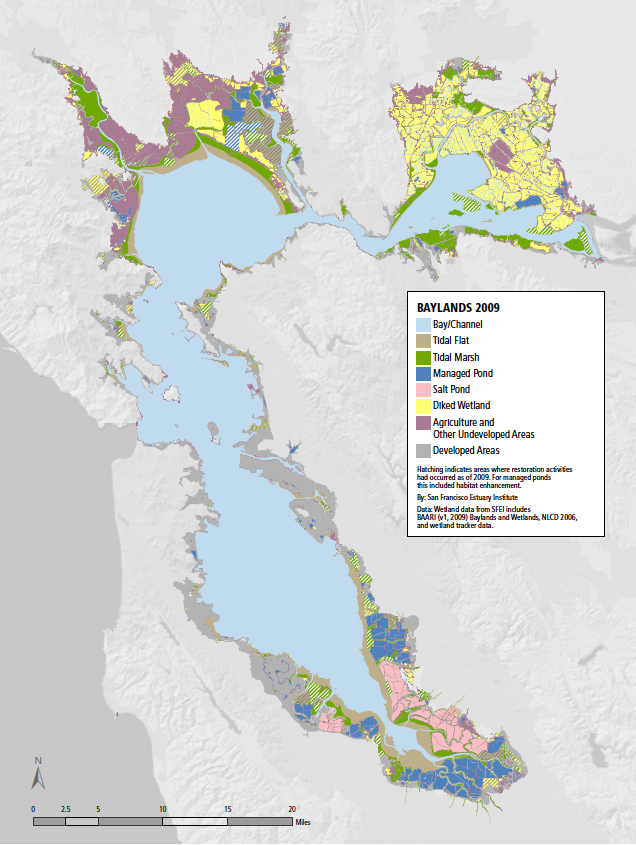 BAYLANDS 2009
Bay/Channel
Tidal Flat
Tidal Marsh
Managed Pond
Salt Pond
Diked Wetland
Agriculture and
Other Undeveloped Areas
Developed Areas
Hatching indicates areas where restoration activities
had occurred as of 2009. For managed ponds
this included habitat enhancement.
By: San Francisco Estuary Institute
Data: Wetland data from SFEI includes
BAARI (v1, 2009) Baylands and Wetlands, NLCD 2006,
and wetland tracker data.
N
0 2.5 5 10 15 20
Miles